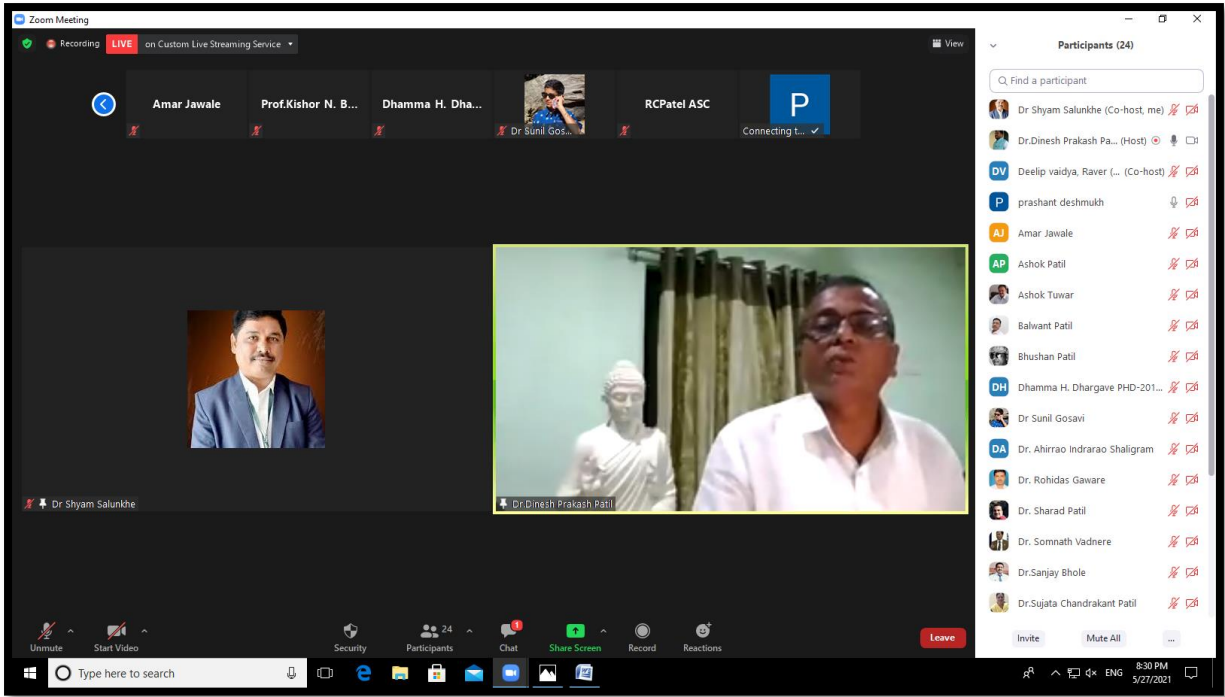 Zoom Meeting
Recording LIVE on Custom Live Streaming Service
View
Amar Jawale
Prof.Kishor N. B...
Dhamma H. Dha...
Dr Sunil Gos...
RCPatel ASC
P
Connecting t...
Dr Shyam Salunkhe
Dr.Dinesh Prakash Patil
Participants (24)
Find a participant
Dr Shyam Salunkhe (Co-host, me)
Dr.Dinesh Prakash Pa... (Host)
DV Deelip vaidya, Raver (... (Co-host)
P prashant deshmukh
AJ Amar Jawale
AP Ashok Patil
Ashok Tuwar
Balwant Patil
Bhushan Patil
DH Dhamma H. Dhargave PHD-201...
Dr Sunil Gosavi
DA Dr. Ahirrao Indrarao Shaligram
Dr. Rohidas Gaware
Dr. Sharad Patil
Dr. Somnath Vadnere
Dr.Sanjay Bhole
Dr.Sujata Chandrakant Patil
Invite Mute All ...
Unmute
Start Video
Security
24
Participants
1
Chat
Share Screen
Record
Reactions
Leave
Type here to search
ENG
8:30 PM
5/27/2021